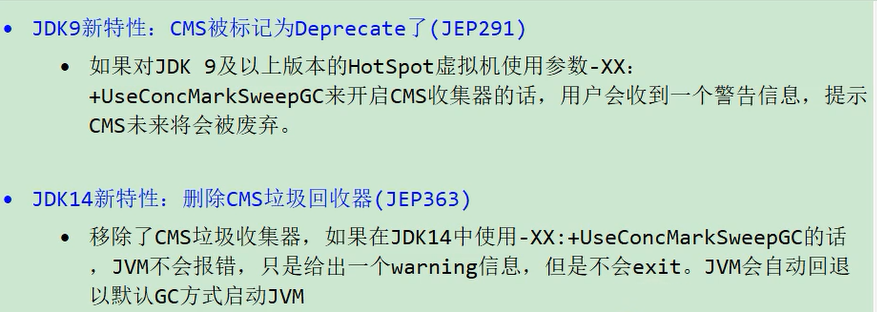 • JDK9新特性：CMS被标记为Deprecate了(JEP291)
• 如果对JDK 9及以上版本的HotSpot虚拟机使用参数-XX：
+UseConcMarkSweepGC来开启CMS收集器的话，用户会收到一个警告信息，提示
CMS未来将会被废弃。
• JDK14新特性：删除CMS垃圾回收器(JEP363)
• 移除了CMS垃圾收集器，如果在JDK14中使用-XX:+UseConcMarkSweepGC的话
，JVM不会报错，只是给出一个warning信息，但是不会exit。JVM会自动回退
以默认GC方式启动JVM